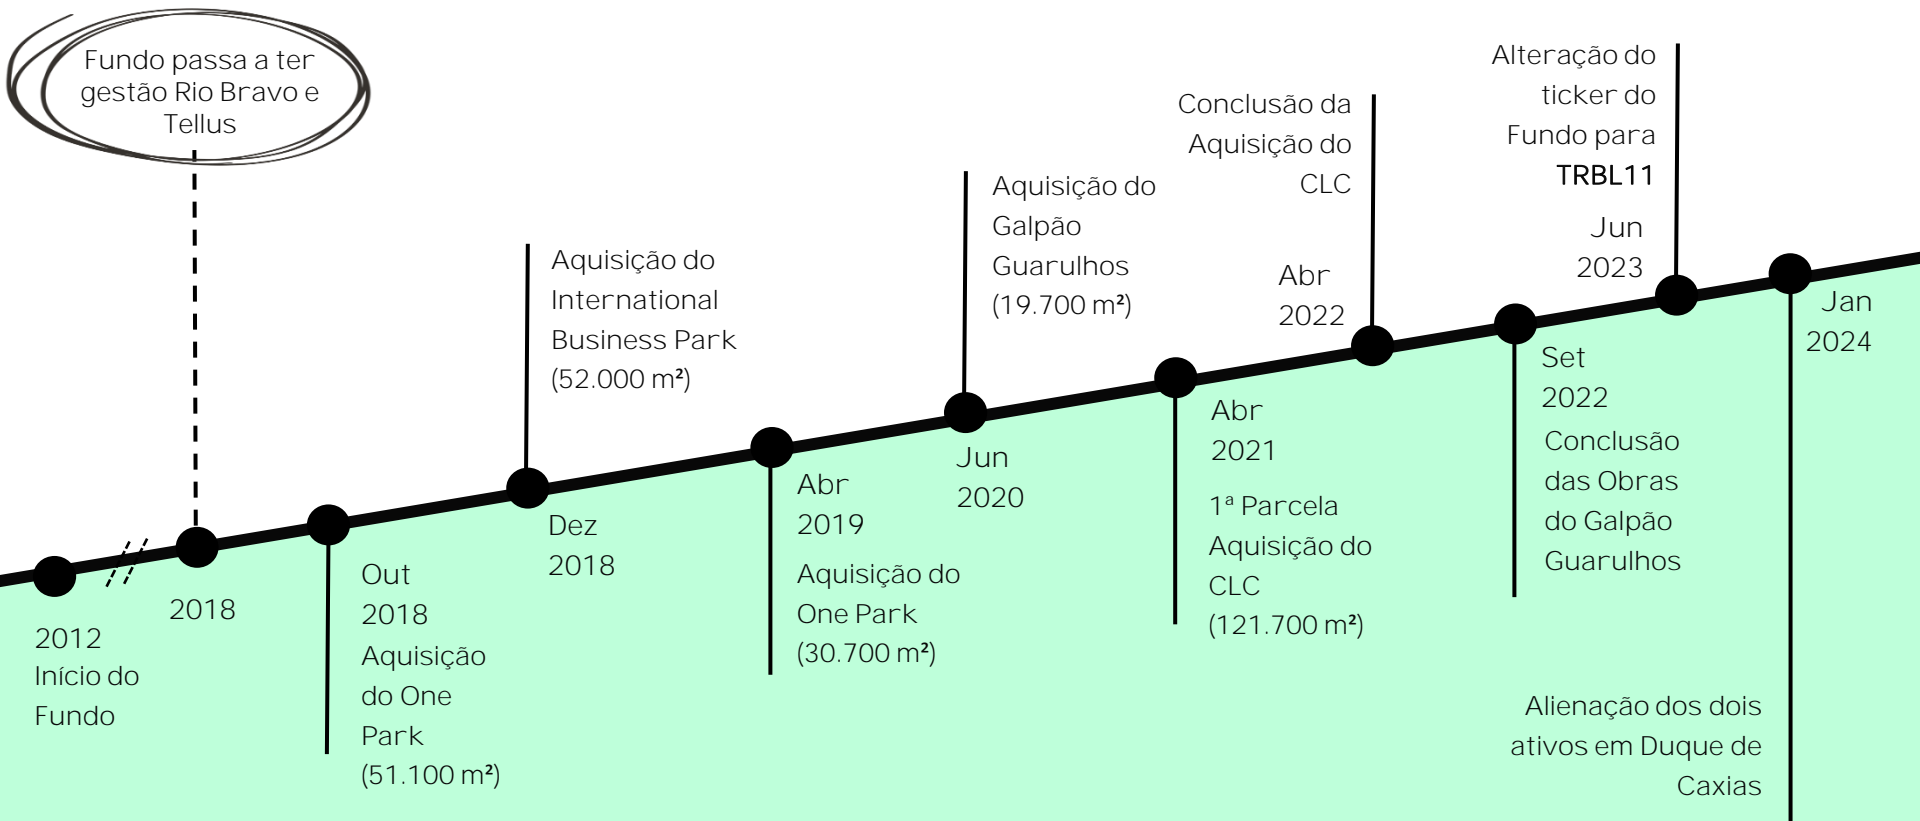 Fundo passa a ter
gestão Rio Bravo e
Tellus
2012
Início do
Fundo
2018
Out
2018
Aquisição
do One
Park
(51.100 m²)
Aquisição do
International
Business Park
(52.000 m²)
Dez
2018
Abr
2019
Aquisição do
One Park
(30.700 m²)
Aquisição do
Galpão
Guarulhos
(19.700 m²)
Jun
2020
Abr
2021
1ª Parcela
Aquisição do
CLC
(121.700 m²)
Conclusão da
Aquisição do
CLC
Abr
2022
Set
2022
Conclusão
das Obras
do Galpão
Guarulhos
Alteração do
ticker do
Fundo para
TRBL11
Jun
2023
Jan
2024
Alienação dos dois
ativos em Duque de
Caxias